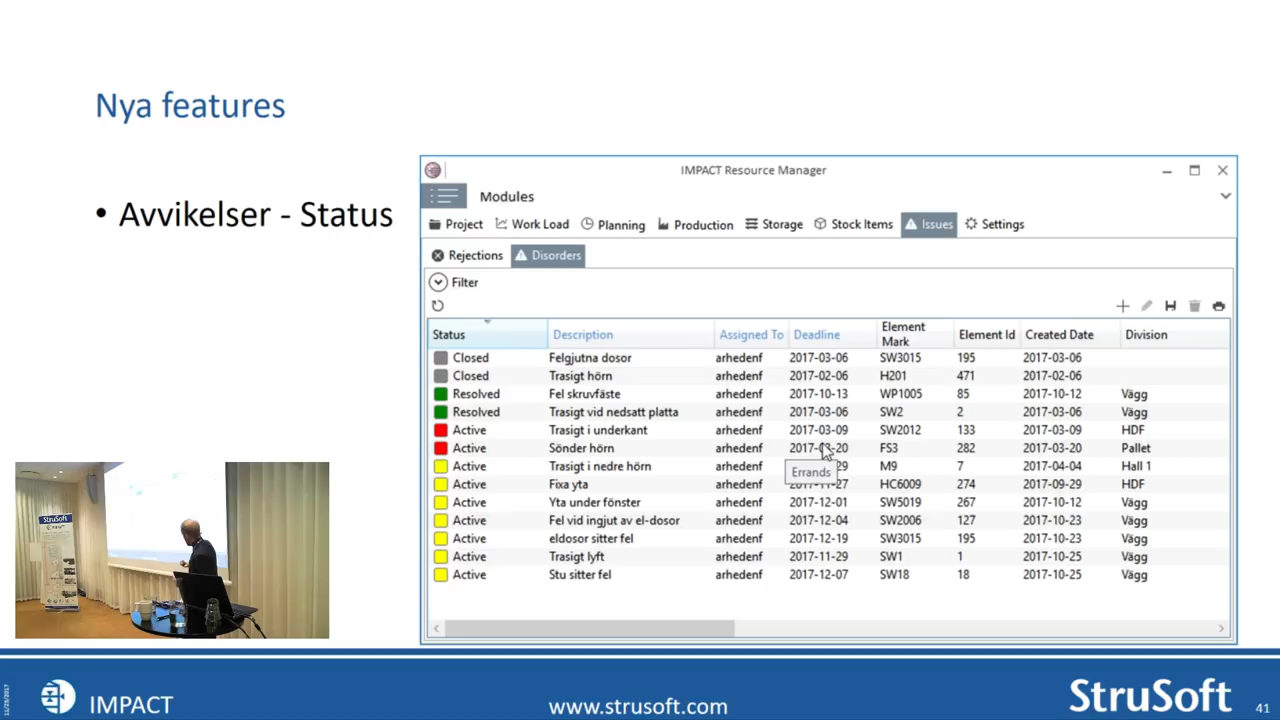 Nya features
• Avvikelser - Status
IMPACT Resource Manager
Modules
Project Work Load Planning Production Storage Stock Items Issues Settings
Rejections Disorders
Filter
Status Description Assigned To Deadline Element Mark Element Id Created Date Division
Closed Felgjutna dosor arhedenf 2017-03-06 SW3015 195 2017-03-06
Closed Trasigt hörn arhedenf 2017-02-06 H201 471 2017-02-06
Resolved Fel skruvfäste arhedenf 2017-10-13 WP1005 85 2017-10-12 Vägg
Resolved Trasigt vid nedsatt platta arhedenf 2017-03-06 SW2 2 2017-03-06 Vägg
Active Trasigt i underkant arhedenf 2017-03-09 SW2012 133 2017-03-09 HDF
Active Sönder hörn arhedenf 2017-03-20 FS3 282 2017-03-20 Pallet
Active Trasigt i nedre hörn arhedenf 29 M9 7 2017-04-04 Hall 1
Errands
Active Fixa yta arhedenf 2017-11-27 HC6009 274 2017-09-29 HDF
Active Yta under fönster arhedenf 2017-12-01 SW5019 267 2017-10-12 Vägg
Active Fel vid ingjut av el-dosor arhedenf 2017-12-04 SW2006 127 2017-10-23 Vägg
Active eldosor sitter fel arhedenf 2017-12-19 SW3015 195 2017-10-23 Vägg
Active Trasigt lyft arhedenf 2017-11-29 SW1 1 2017-10-25 Vägg
Active Stu sitter fel arhedenf 2017-12-07 SW18 18 2017-10-25 Vägg
StruSoft
IMPACT
www.strusoft.com
StruSoft
41